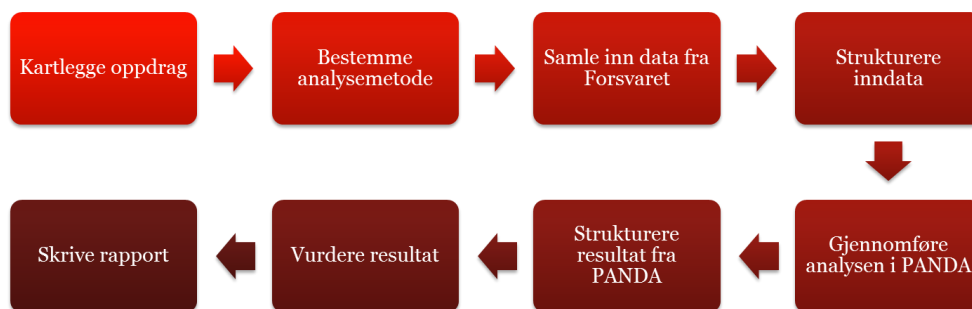 Kartlegge oppdrag
Bestemme
analysemetode
Samle inn data fra
Forsvaret
Strukturere
inndata
Gjennomføre
analysen i PANDA
Strukturere
resultat fra
PANDA
Vurdere resultat
Skrive rapport